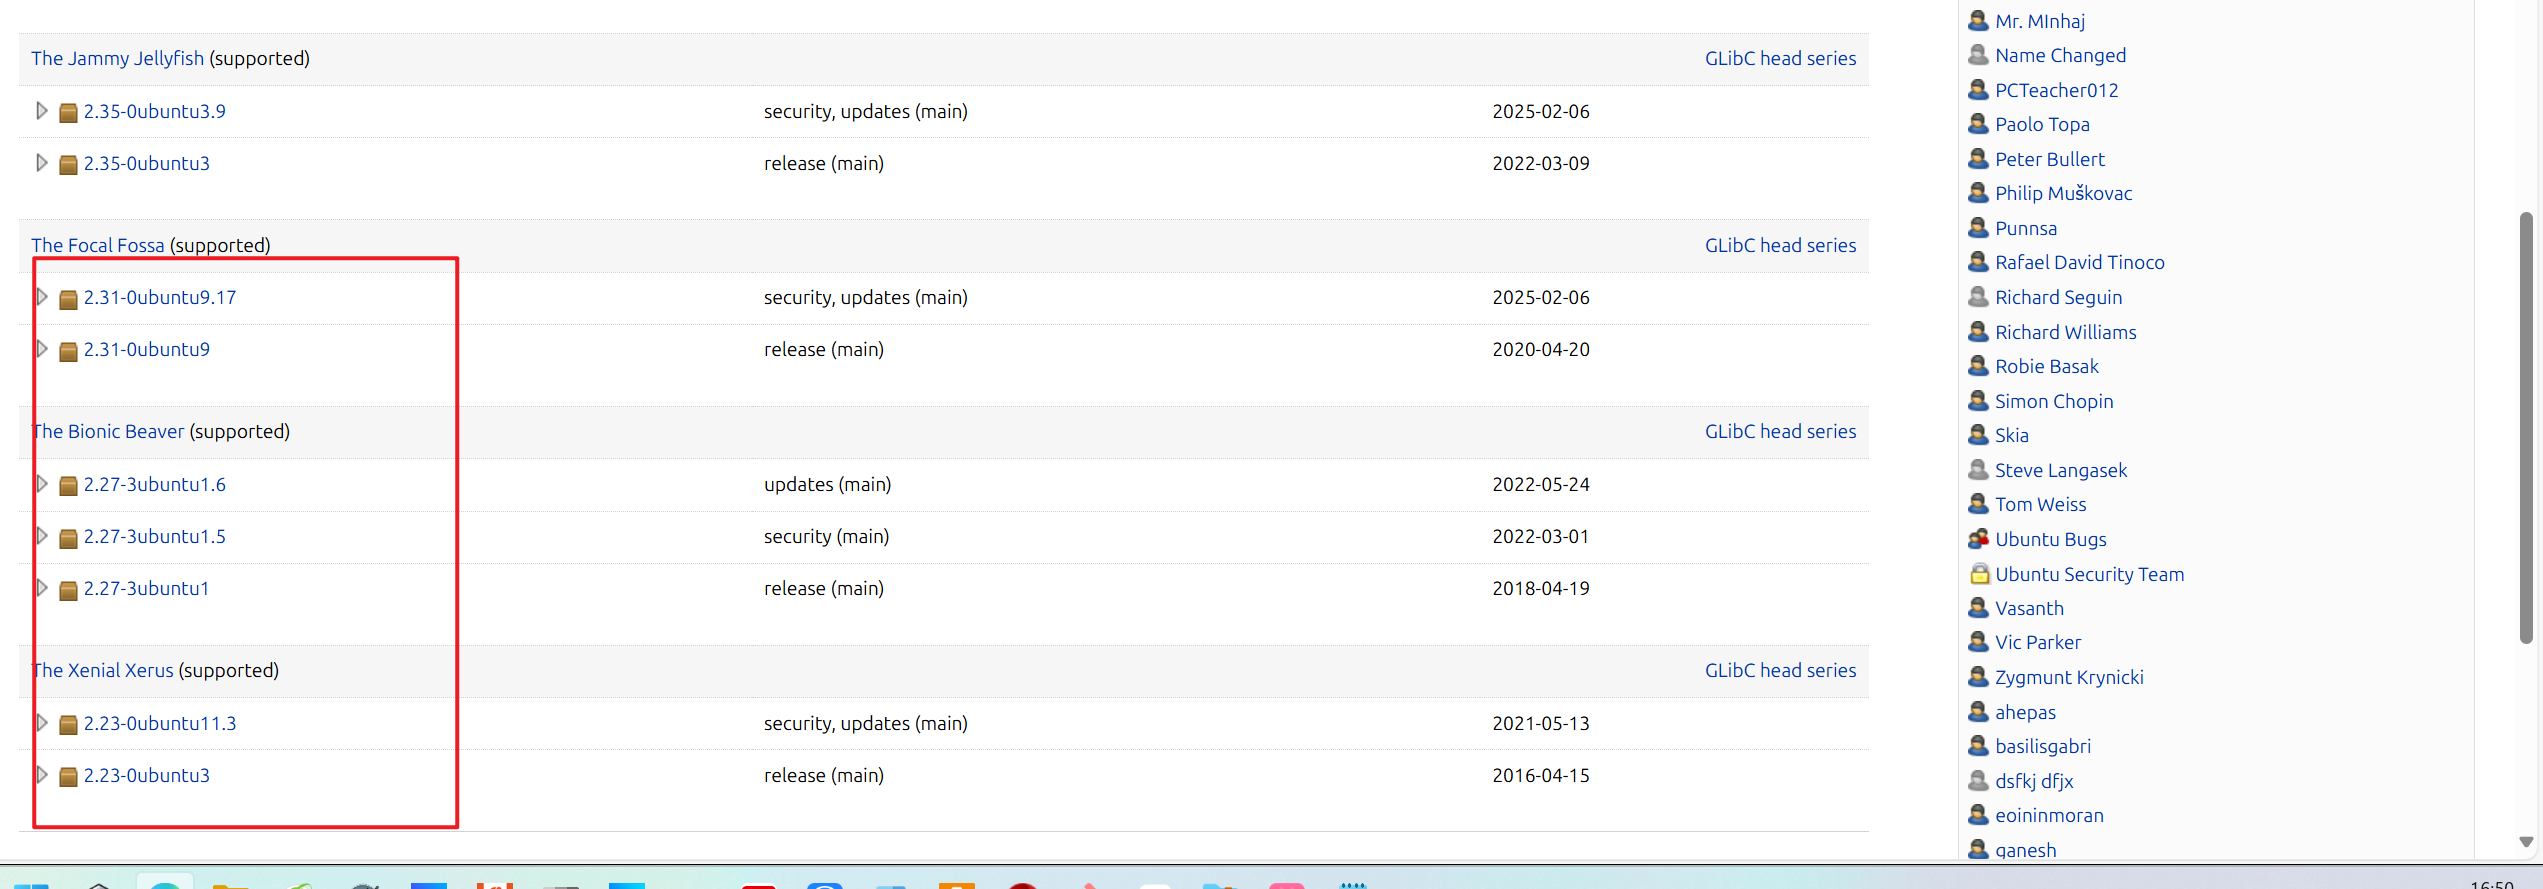 The Jammy Jellyfish (supported) GLibC head series
2.35-0ubuntu3.9 security, updates (main) 2025-02-06
2.35-0ubuntu3 release (main) 2022-03-09
The Focal Fossa (supported) GLibC head series
2.31-0ubuntu9.17 security, updates (main) 2025-02-06
2.31-0ubuntu9 release (main) 2020-04-20
The Bionic Beaver (supported) GLibC head series
2.27-3ubuntu1.6 updates (main) 2022-05-24
2.27-3ubuntu1.5 security (main) 2022-03-01
2.27-3ubuntu1 release (main) 2018-04-19
The Xenial Xerus (supported) GLibC head series
2.23-0ubuntu11.3 security, updates (main) 2021-05-13
2.23-0ubuntu3 release (main) 2016-04-15
Mr. MInhaj
Name Changed
PCTeacher012
Paolo Topa
Peter Bullert
Philip Muškovac
Punnsa
Rafael David Tinoco
Richard Seguin
Richard Williams
Robie Basak
Simon Chopin
Skia
Steve Langasek
Tom Weiss
Ubuntu Bugs
Ubuntu Security Team
Vasanth
Vic Parker
Zygmunt Krynicki
ahepas
basilisgabri
dsfkj dfjx
eoininmoran
ganesh
16:50